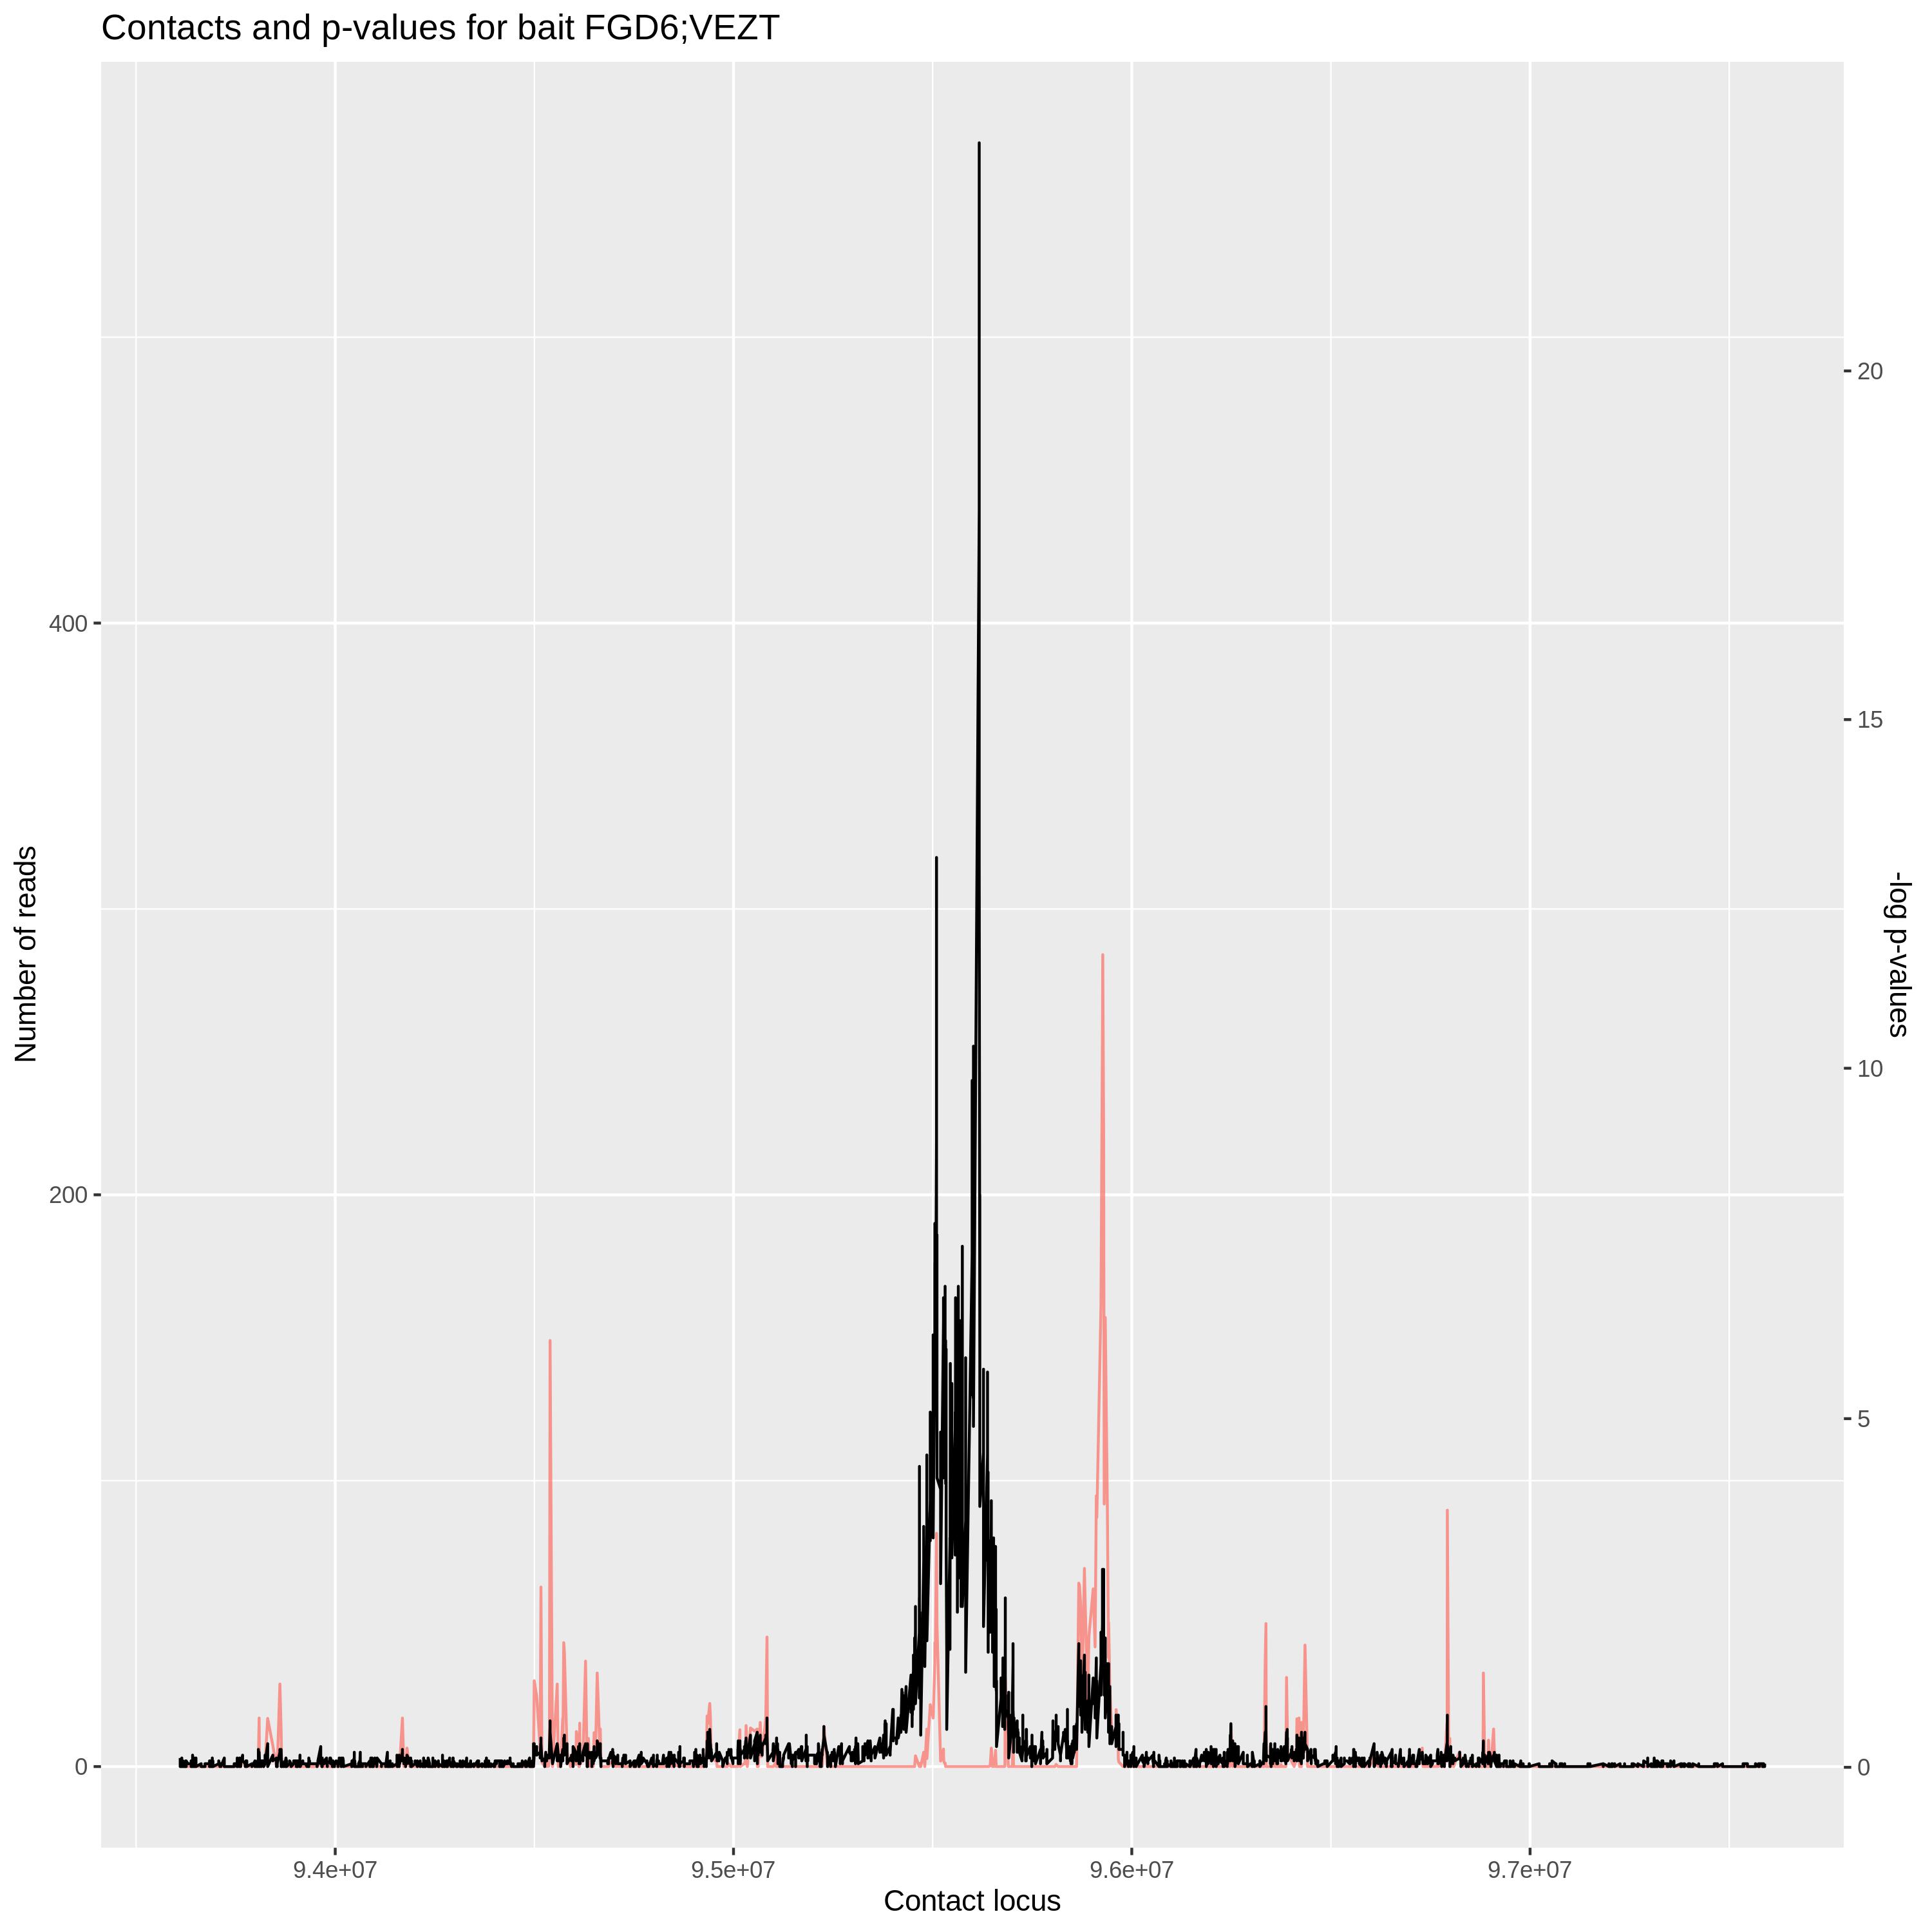 Contacts and p-values for bait FGD6;VEZT
Number of reads
400
200
0
20
15
10
5
0
-log p-values
9.4e+07
9.5e+07
9.6e+07
9.7e+07
Contact locus